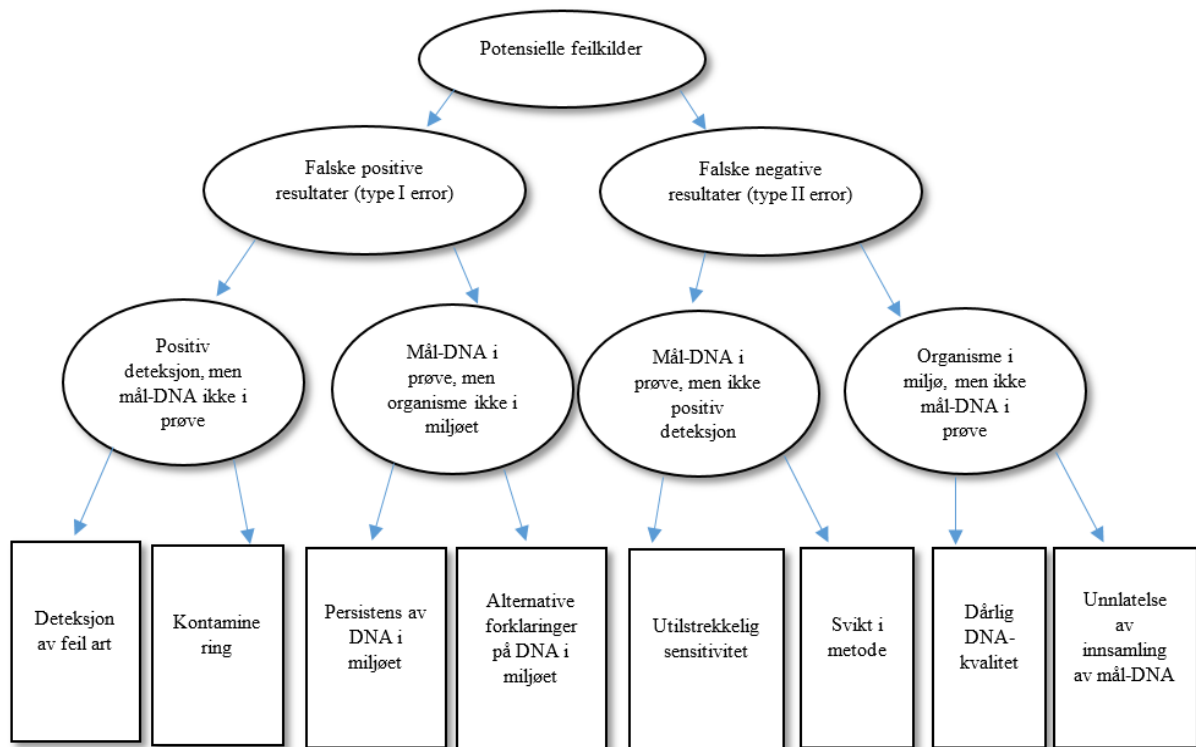 Potensielle feilkilder
Falske positive
resultater (type I error)
Falske negative
resultater (type II error)
Positiv
deteksjon, men
mål-DNA ikke i
prøve
Mål-DNA i
prøve, men
organisme ikke i
miljøet
Mål-DNA i
prøve, men ikke
positiv
deteksjon
Organisme i
miljø, men ikke
mål-DNA i
prøve
Deteksjon
av feil art
Kontamine
ring
Persistens av
DNA i
miljøet
Alternative
forklaringer
på DNA i
miljøet
Utilstrekkelig
sensitivitet
Svikt i
metode
Dårlig
DNA-
kvalitet
Unnlatelse
av
innsamling
av mål-DNA